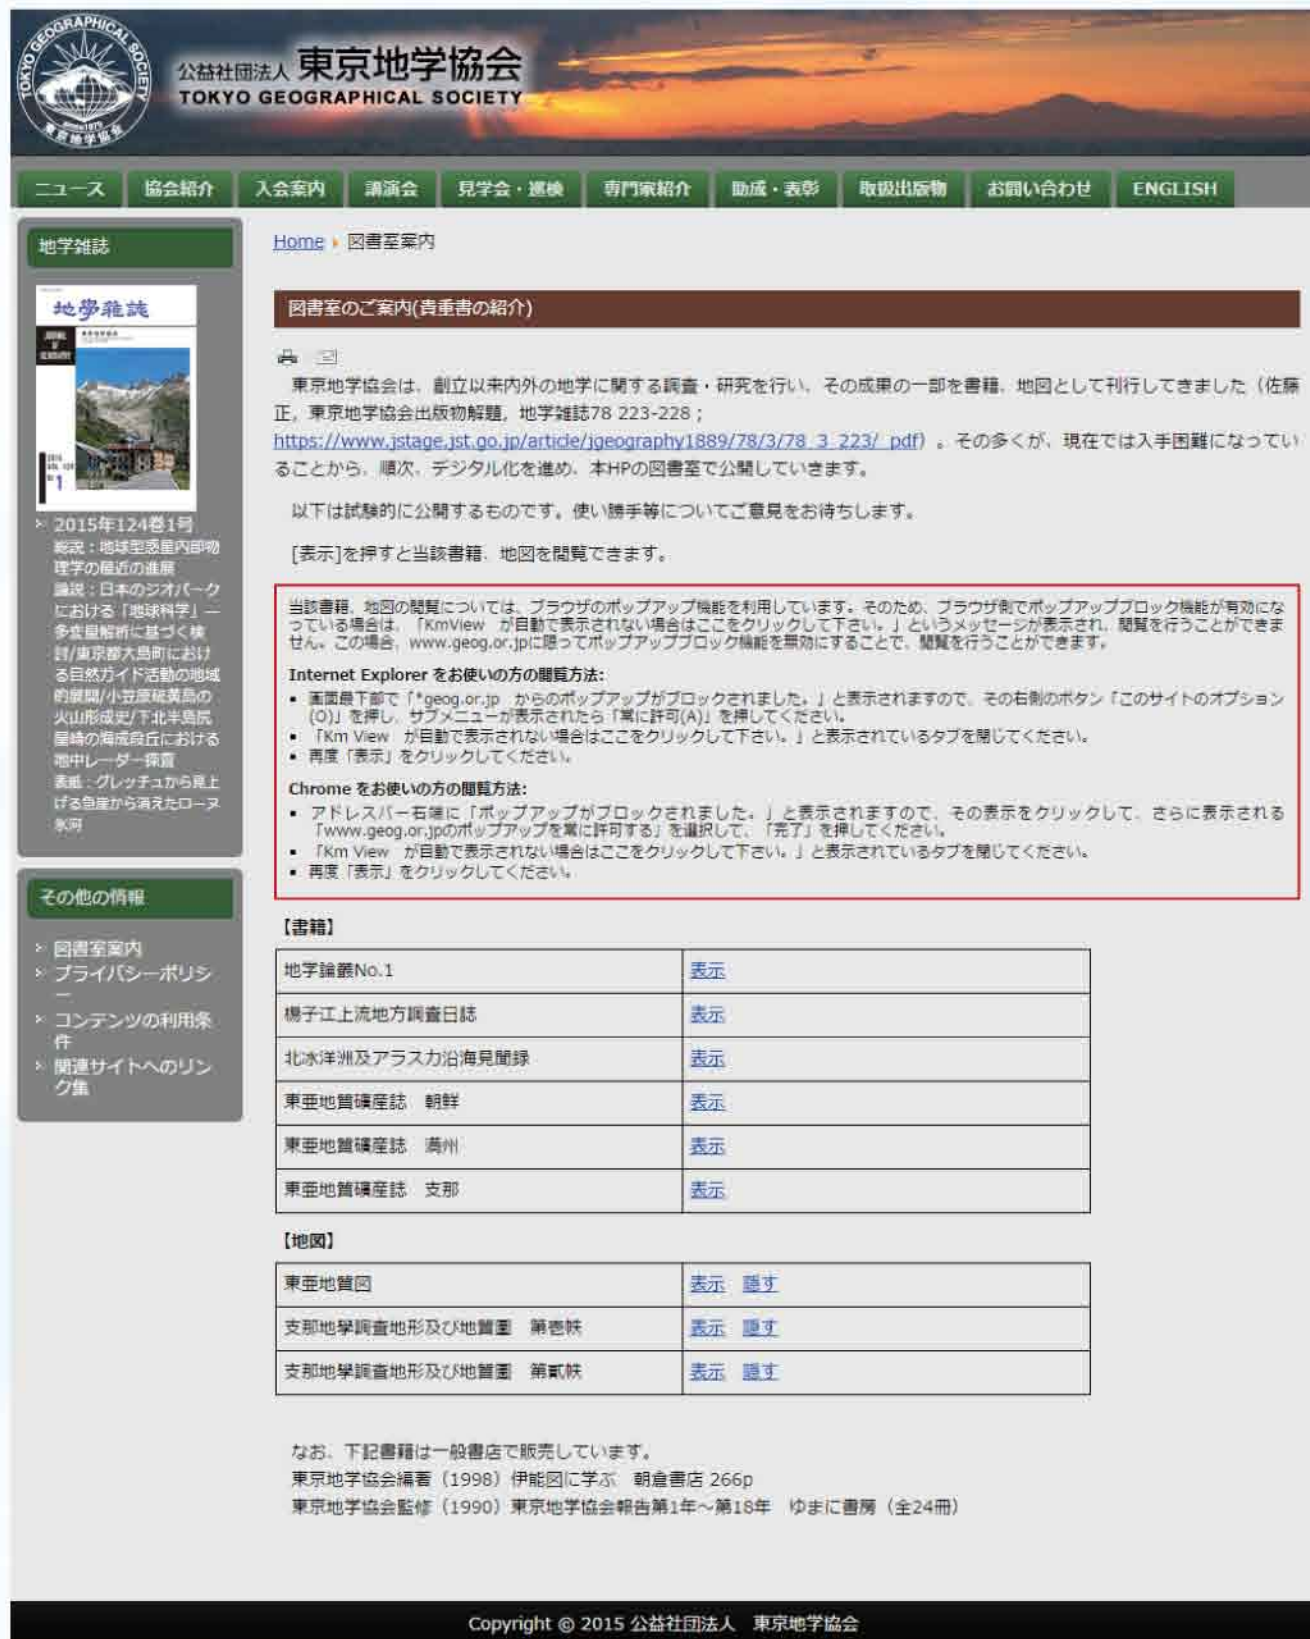 TOKYO GEOGRAPHICAL SOCIETY
since1879
東京地学協会
公益社団法人 東京地学協会
TOKYO GEOGRAPHICAL SOCIETY
ニュース
協会紹介
入会案内
講演会
見学会・巡検
専門家紹介
助成・表彰
取扱出版物
お問い合わせ
ENGLISH
地学雑誌
地學雑誌
JOURNAL
OF
GEOGRAPHY
2015年124巻1号
総説：地球型惑星内部物
理学の最近の進展
論説：日本のジオパーク
における「地球科学」―
多変量解析に基づく検
討/東京都大島町におけ
る自然ガイド活動の地域
的展開/小笠原硫黄島の
火山形成史/下北半島尻
屋崎の海成段丘における
地中レーダー探査
表紙：グレッチュから見上
げる急崖から消えたローヌ
氷河
その他の情報
図書室案内
プライバシーポリシ
ー
コンテンツの利用条
件
関連サイトへのリン
ク集
Home 図書室案内
図書室のご案内(貴重書の紹介)
東京地学協会は、創立以来内外の地学に関する調査・研究を行い、その成果の一部を書籍、地図として刊行してきました（佐藤
正，東京地学協会出版物解題，地学雑誌78 223-228；
https://www.jstage.jst.go.jp/article/jgeography1889/78/3/78_3_223/_pdf）。その多くが、現在では入手困難になってい
ることから、順次、デジタル化を進め、本HPの図書室で公開していきます。
以下は試験的に公開するものです。使い勝手等についてご意見をお待ちします。
[表示]を押すと当該書籍、地図を閲覧できます。
当該書籍、地図の閲覧については、ブラウザのポップアップ機能を利用しています。そのため、ブラウザ側でポップアップブロック機能が有効にな
っている場合は、「KmView　が自動で表示されない場合はここをクリックして下さい。」というメッセージが表示され、閲覧を行うことができま
せん。この場合、www.geog.or.jpに限ってポップアップブロック機能を無効にすることで、閲覧を行うことができます。
Internet Explorer をお使いの方の閲覧方法:
▪ 画面最下部で「*geog.or.jp　からのポップアップがブロックされました。」と表示されますので、その右側のボタン「このサイトのオプション
(O)」を押し、サブメニューが表示されたら「常に許可(A)」を押してください。
▪ 「Km View　が自動で表示されない場合はここをクリックして下さい。」と表示されているタブを閉じてください。
▪ 再度「表示」をクリックしてください。
Chrome をお使いの方の閲覧方法:
▪ アドレスバー右端に「ポップアップがブロックされました。」と表示されますので、その表示をクリックして、さらに表示される
「www.geog.or.jpのポップアップを常に許可する」を選択して、「完了」を押してください。
▪ 「Km View　が自動で表示されない場合はここをクリックして下さい。」と表示されているタブを閉じてください。
▪ 再度「表示」をクリックしてください。
【書籍】
地学論叢No.1 表示
楊子江上流地方調査日誌 表示
北氷洋洲及アラスカ沿海見聞録 表示
東亜地質礦産誌　朝鮮 表示
東亜地質礦産誌　満州 表示
東亜地質礦産誌　支那 表示
【地図】
東亜地質図 表示 隠す
支那地學調査地形及び地質圖　第壱帙 表示 隠す
支那地學調査地形及び地質圖　第貳帙 表示 隠す
なお、下記書籍は一般書店で販売しています。
東京地学協会編著（1998）伊能図に学ぶ　朝倉書店 266p
東京地学協会監修（1990）東京地学協会報告第1年～第18年　ゆまに書房（全24冊）
Copyright © 2015 公益社団法人　東京地学協会